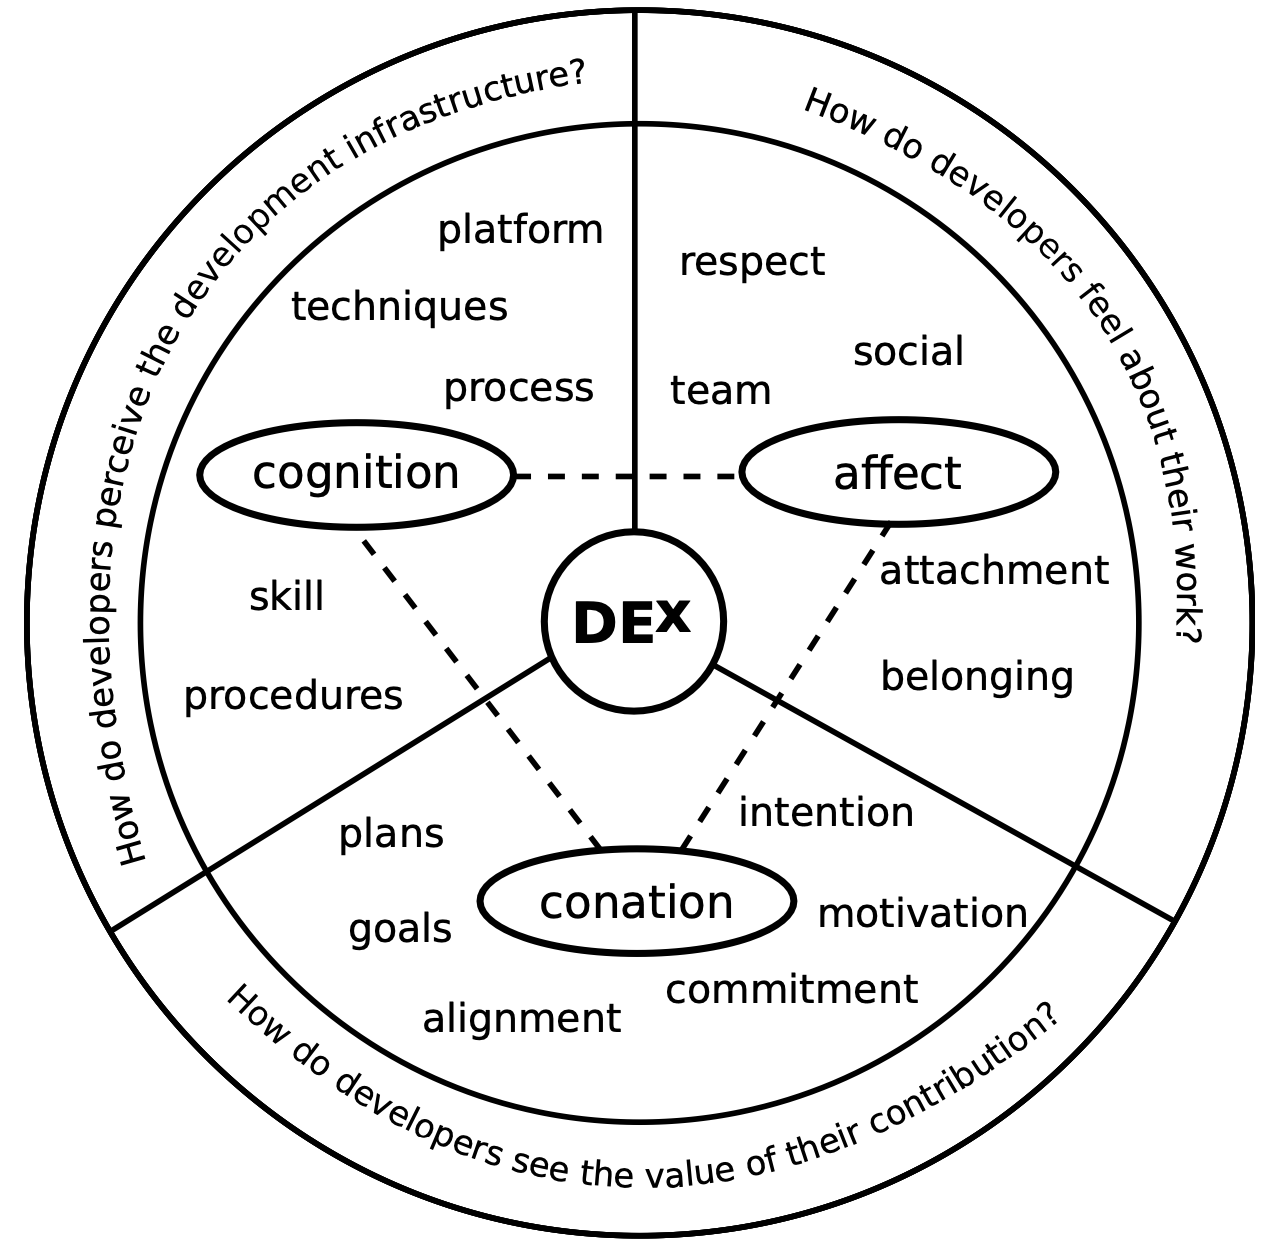 How do developers perceive the development infrastructure?
How do developers feel about their work?
platform
respect
techniques
social
process
team
cognition
affect
attachment
skill
DEx
belonging
procedures
intention
plans
conation
motivation
goals
commitment
alignment
How do developers see the value of their contribution?